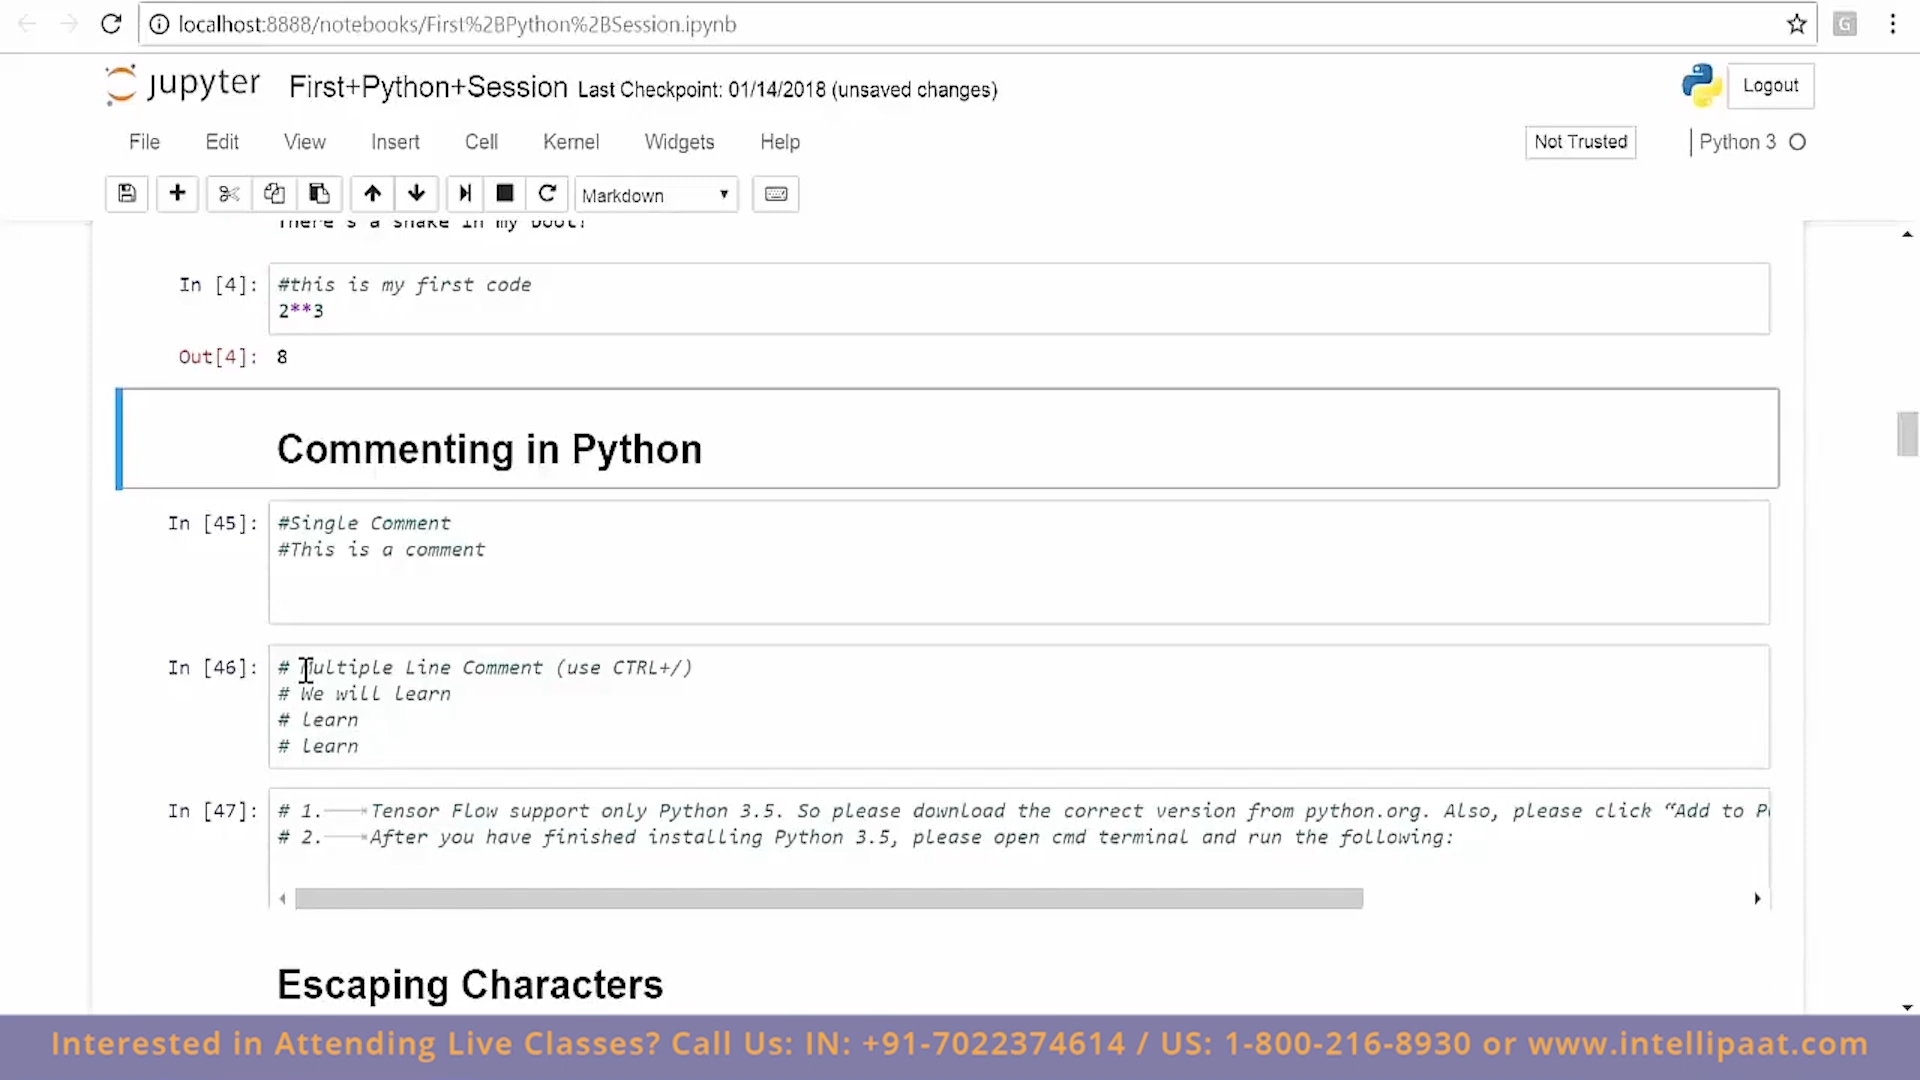 localhost:8888/notebooks/First%2BPython%2BSession.ipynb
G
jupyter First+Python+Session Last Checkpoint: 01/14/2018 (unsaved changes)
Logout
File Edit View Insert Cell Kernel Widgets Help
Not Trusted
Python 3
Markdown
There's a snake in my boot!
In [4]: #this is my first code
2**3
Out[4]: 8
Commenting in Python
In [45]: #Single Comment
#This is a comment
In [46]: # Multiple Line Comment (use CTRL+/)
# We will learn
# learn
# learn
In [47]: # 1. Tensor Flow support only Python 3.5. So please download the correct version from python.org. Also, please click “Add to P
# 2. After you have finished installing Python 3.5, please open cmd terminal and run the following:
Escaping Characters
Interested in Attending Live Classes? Call Us: IN: +91-7022374614 / US: 1-800-216-8930 or www.intellipaat.com